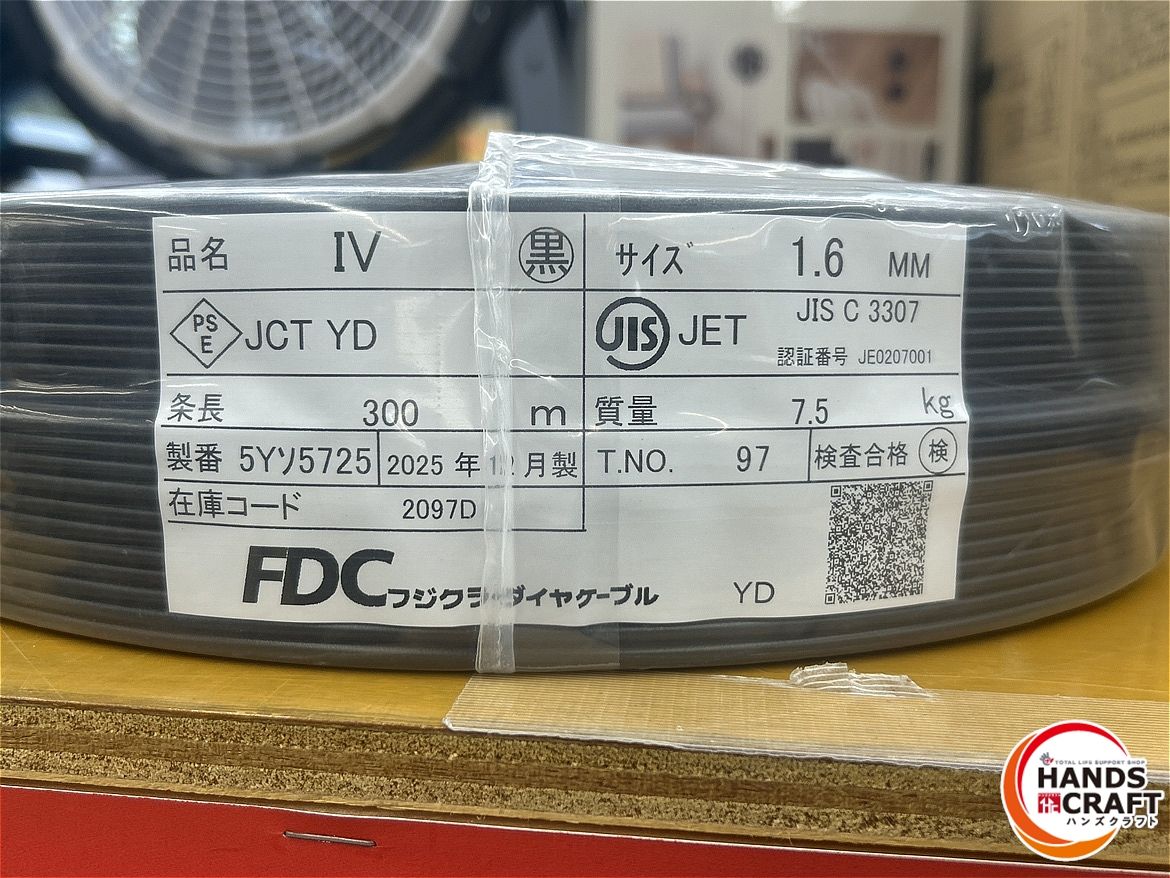 品名 IV 黒 サイズ 1.6 MM
PS E JCT YD JIS JET JIS C 3307
認証番号 JE0207001
条長 300 m 質量 7.5 kg
製番 5Yソ5725 2025 年 12 月製 T.NO. 97 検査合格 検
在庫コード 2097D
FDC フジクラ・ダイヤケーブル YD
TOTAL LIFE SUPPORT SHOP
HANDS
CRAFT
ハンズクラフト